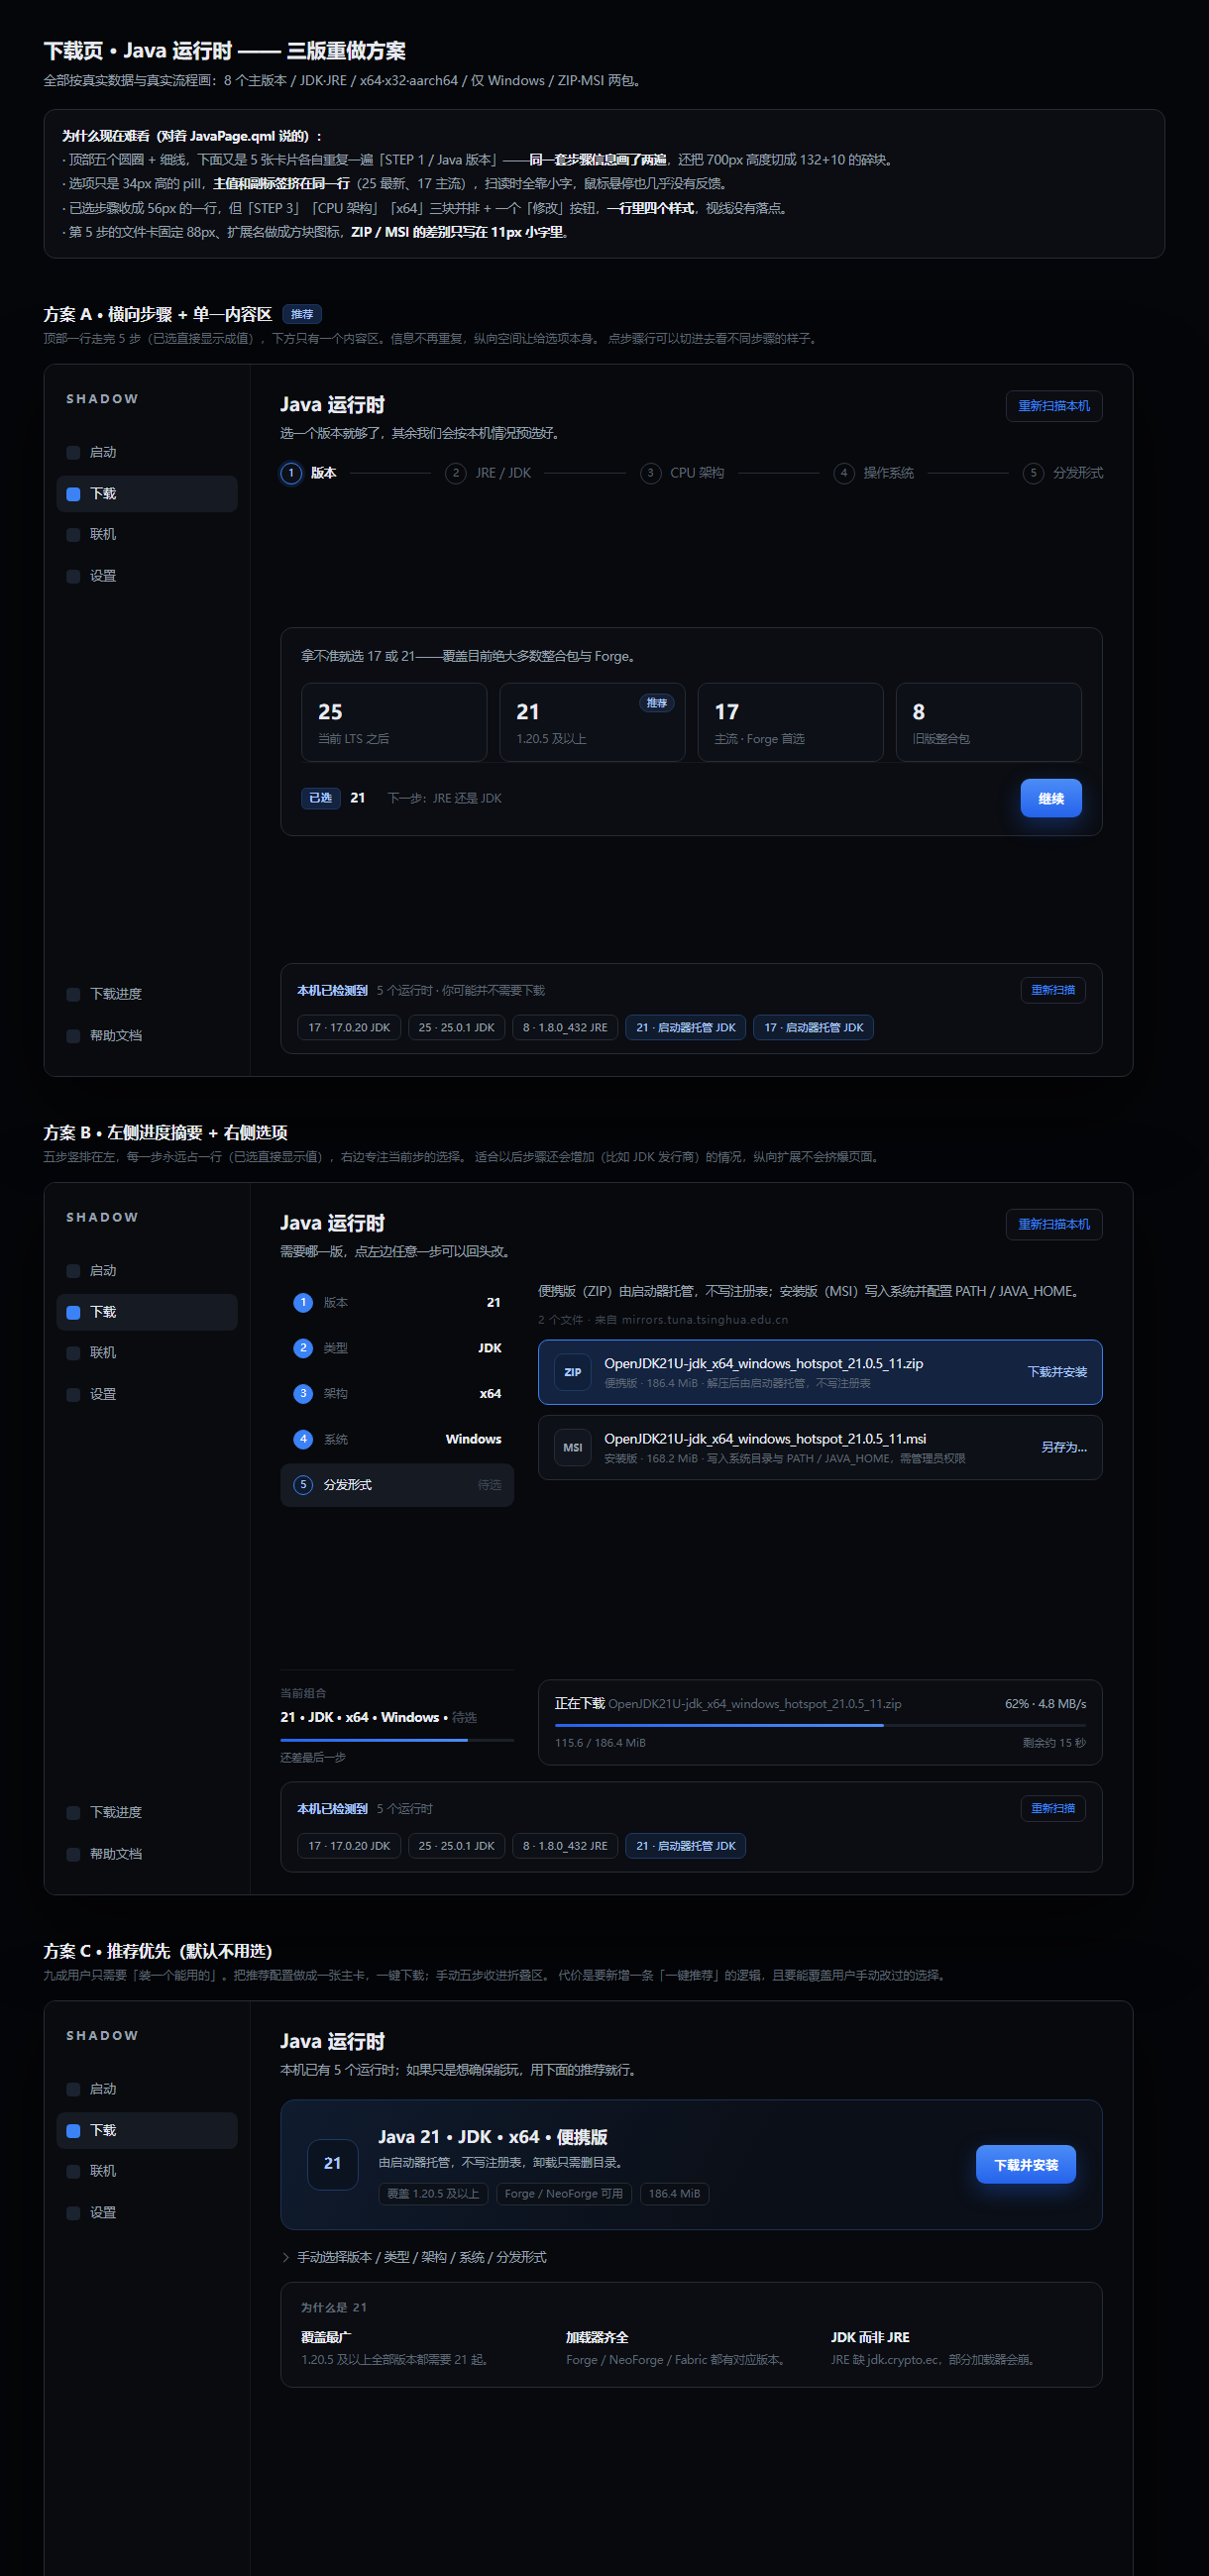 下载页 • Java 运行时 —— 三版重做方案
全部按真实数据与真实流程画：8 个主版本 / JDK·JRE / x64·x32·aarch64 / 仅 Windows / ZIP·MSI 两包。
为什么现在难看（对着 JavaPage.qml 说的）：
· 顶部五个圆圈 + 细线，下面又是 5 张卡片各自重复一遍「STEP 1 / Java 版本」——同一套步骤信息画了两遍，还把 700px 高度切成 132+10 的碎块。
· 选项只是 34px 高的 pill，主值和副标签挤在同一行（25 最新、17 主流），扫读时全靠小字，鼠标悬停也几乎没有反馈。
· 已选步骤收成 56px 的一行，但「STEP 3」「CPU 架构」「x64」三块并排 + 一个「修改」按钮，一行里四个样式，视线没有落点。
· 第 5 步的文件卡固定 88px、扩展名做成方块图标，ZIP / MSI 的差别只写在 11px 小字里。
方案 A • 横向步骤 + 单一内容区 推荐
顶部一行走完 5 步（已选直接显示成值），下方只有一个内容区。信息不再重复，纵向空间让给选项本身。 点步骤行可以切进去看不同步骤的样子。
SHADOW
启动
下载
联机
设置
下载进度
帮助文档
Java 运行时
重新扫描本机
选一个版本就够了，其余我们会按本机情况预选好。
1 版本 2 JRE / JDK 3 CPU 架构 4 操作系统 5 分发形式
拿不准就选 17 或 21——覆盖目前绝大多数整合包与 Forge。
25
当前 LTS 之后
21 推荐
1.20.5 及以上
17
主流 · Forge 首选
8
旧版整合包
已选 21 下一步：JRE 还是 JDK
继续
本机已检测到 5 个运行时 · 你可能并不需要下载
重新扫描
17 · 17.0.20 JDK 25 · 25.0.1 JDK 8 · 1.8.0_432 JRE 21 · 启动器托管 JDK 17 · 启动器托管 JDK
方案 B • 左侧进度摘要 + 右侧选项
五步竖排在左，每一步永远占一行（已选直接显示值），右边专注当前步的选择。 适合以后步骤还会增加（比如 JDK 发行商）的情况，纵向扩展不会挤爆页面。
SHADOW
启动
下载
联机
设置
下载进度
帮助文档
Java 运行时
重新扫描本机
需要哪一版，点左边任意一步可以回头改。
1 版本 21
2 类型 JDK
3 架构 x64
4 系统 Windows
5 分发形式 待选
便携版（ZIP）由启动器托管，不写注册表；安装版（MSI）写入系统并配置 PATH / JAVA_HOME。
2 个文件 · 来自 mirrors.tuna.tsinghua.edu.cn
ZIP OpenJDK21U-jdk_x64_windows_hotspot_21.0.5_11.zip 下载并安装
便携版 · 186.4 MiB · 解压后由启动器托管，不写注册表
MSI OpenJDK21U-jdk_x64_windows_hotspot_21.0.5_11.msi 另存为...
安装版 · 168.2 MiB · 写入系统目录与 PATH / JAVA_HOME，需管理员权限
当前组合
21 • JDK • x64 • Windows • 待选
还差最后一步
正在下载 OpenJDK21U-jdk_x64_windows_hotspot_21.0.5_11.zip 62% · 4.8 MB/s
115.6 / 186.4 MiB 剩余约 15 秒
本机已检测到 5 个运行时
重新扫描
17 · 17.0.20 JDK 25 · 25.0.1 JDK 8 · 1.8.0_432 JRE 21 · 启动器托管 JDK
方案 C • 推荐优先（默认不用选）
九成用户只需要「装一个能用的」。把推荐配置做成一张主卡，一键下载；手动五步收进折叠区。 代价是要新增一条「一键推荐」的逻辑，且要能覆盖用户手动改过的选择。
SHADOW
启动
下载
联机
设置
Java 运行时
本机已有 5 个运行时；如果只是想确保能玩，用下面的推荐就行。
21
Java 21 • JDK • x64 • 便携版
由启动器托管，不写注册表，卸载只需删目录。
覆盖 1.20.5 及以上 Forge / NeoForge 可用 186.4 MiB
下载并安装
手动选择版本 / 类型 / 架构 / 系统 / 分发形式
为什么是 21
覆盖最广
1.20.5 及以上全部版本都需要 21 起。
加载器齐全
Forge / NeoForge / Fabric 都有对应版本。
JDK 而非 JRE
JRE 缺 jdk.crypto.ec，部分加载器会崩。